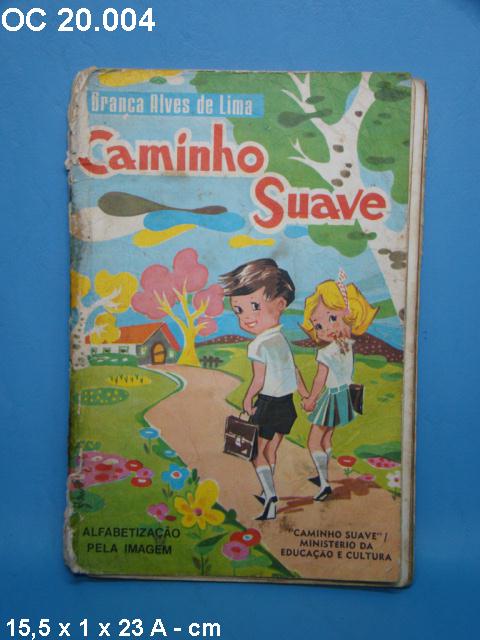 OC 20.004
Branca Alves de Lima
Caminho
Suave
ALFABETIZAÇÃO
PELA IMAGEM
"CAMINHO SUAVE"/
MINISTERIO DA
EDUCAÇÃO E CULTURA
15,5 x 1 x 23 A - cm